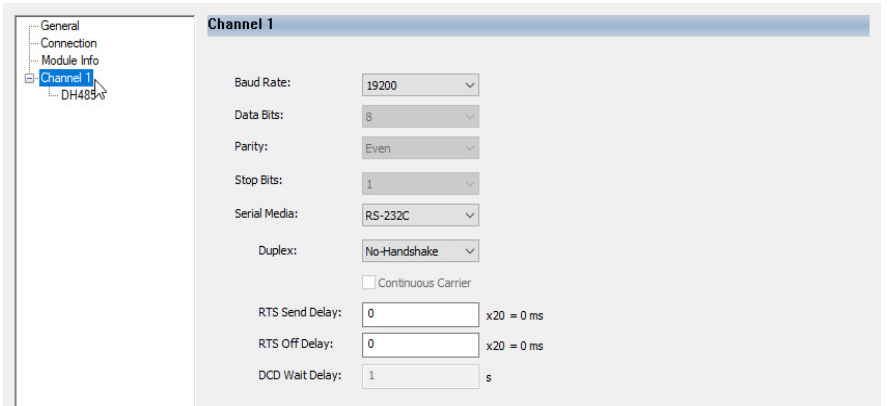 General
Connection
Module Info
Channel 1
DH485
Channel 1
Baud Rate: 19200
Data Bits: 8
Parity: Even
Stop Bits: 1
Serial Media: RS-232C
Duplex: No-Handshake
Continuous Carrier
RTS Send Delay: 0 x20 = 0 ms
RTS Off Delay: 0 x20 = 0 ms
DCD Wait Delay: 1 s